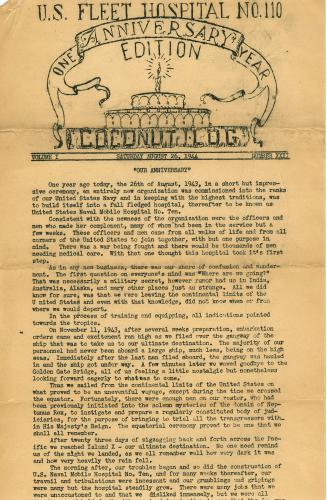 U.S. FLEET HOSPITAL NO. 110
ONE ANNIVERSARY YEAR
EDITION
COCONUT LOG
VOLUME I SATURDAY AUGUST 26, 1944 NUMBER XXII
"OUR ANNIVERSARY"
One year ago today, the 26th of August, 1943, in a short but impres-
sive ceremony, an entirely new organization was commissioned into the ranks
of our United States Navy and in keeping with the highest traditions, was
to build itself into a full fledged hospital, thereafter to be known as
United States Naval Mobile Hospital No. Ten.
Consistent with the newness of the organization were the officers and
men who made her complement, many of whom had been in the service but a
few weeks. These officers and men came from all walks of life and from all
corners of the United States to join together, with but one purpose in
mind. There was a war being fought and there would be thousands of men
needing medical care. With that one thought this hospital took it's first
step.
As in any new business, there was our share of confusion and wonder-
ment. The first question on everyone's mind was "Where are we going?"
That was necessarily a military secret, however rumor had us in India,
Australia, Alaska, and many other places just as strange. All we did
know for sure, was that we were leaving the continental limits of the
United States and even with that knowledge, did not know when or from
where we would depart.
In the process of training and equipping, all indications pointed
towards the tropics.
On November 11, 1943, after several weeks preparation, embarkation
orders came and excitement ran high as we filed over the gangway of the
ship that was to take us to our ultimate destination. The majority of our
personnel had never been aboard a large ship, much less, being on the high
seas. Immediately after the last man filed aboard, the gangway was hauled
in and the ship got under way. A few minutes later we waved goodbye to the
Golden Gate Bridge, all of us feeling a little nostalgic but nonetheless
looking forward eagerly to what was to come.
Thus we sailed from the continental limits of the United States on
what proved to be an uneventful voyage, except during the time we crossed
the equator. Fortunately, there were enough men on our roster, who had
been previously initiated into the solemn mysteries of the domain of Nep-
tunus Rex, to instigate and prepare a regularly constituted body of jud-
iciaries, for the purpose of bringing to trial all the transgressors with-
in His Majesty's Reign. The equatorial ceremony proved to be one that we
shall all remember.
After twenty three days of zigzagging back and forth across the Pac-
ific we reached Island X - our ultimate destination. No one need remind
us of the night we landed, as we all remember well how very dark it was
and how very heavily the rain fell.
The morning after, our troubles began and so did the construction of
U.S. Naval Mobile Hospital No. Ten, and for many weeks thereafter, our
travail and tribulations were incessant and our grumblings and gripings
were many but the hospital steadily grew. There were many jobs that we
were unaccustomed to and that we disliked immensely, but we were all